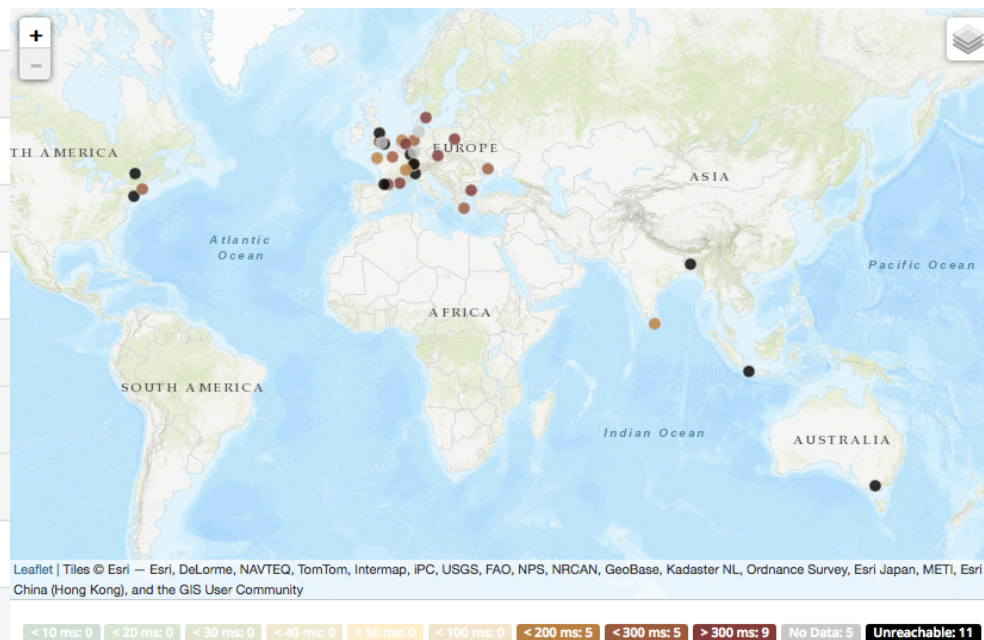 +
−
TH AMERICA
EUROPE
ASIA
Atlantic
Ocean
Pacific Ocean
AFRICA
SOUTH AMERICA
Indian Ocean
AUSTRALIA
Leaflet | Tiles © Esri — Esri, DeLorme, NAVTEQ, TomTom, Intermap, iPC, USGS, FAO, NPS, NRCAN, GeoBase, Kadaster NL, Ordnance Survey, Esri Japan, METI, Esri
China (Hong Kong), and the GIS User Community
< 10 ms: 0 < 20 ms: 0 < 30 ms: 0 < 40 ms: 0 < 50 ms: 0 < 100 ms: 0 < 200 ms: 5 < 300 ms: 5 > 300 ms: 9 No Data: 5 Unreachable: 11